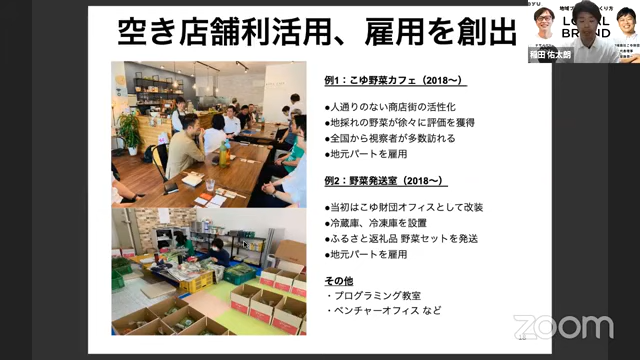 空き店舗利活用、雇用を創出
例1：こゆ野菜カフェ（2018〜）
●人通りのない商店街の活性化
●地採れの野菜が徐々に評価を獲得
●全国から視察者が多数訪れる
●地元パートを雇用
例2：野菜発送室（2018〜）
●当初はこゆ財団オフィスとして改装
●冷蔵庫、冷凍庫を設置
●ふるさと返礼品 野菜セットを発送
●地元パートを雇用
その他
・プログラミング教室
・ベンチャーオフィス など
稲田 佑太朗
zoom